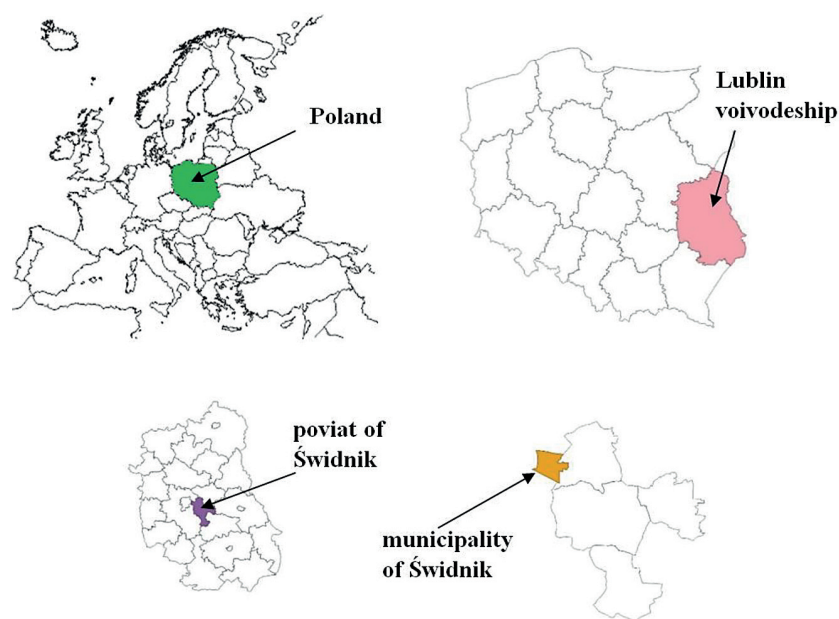 Poland
Lublin
voivodeship
poviat of
Świdnik
municipality
of Świdnik